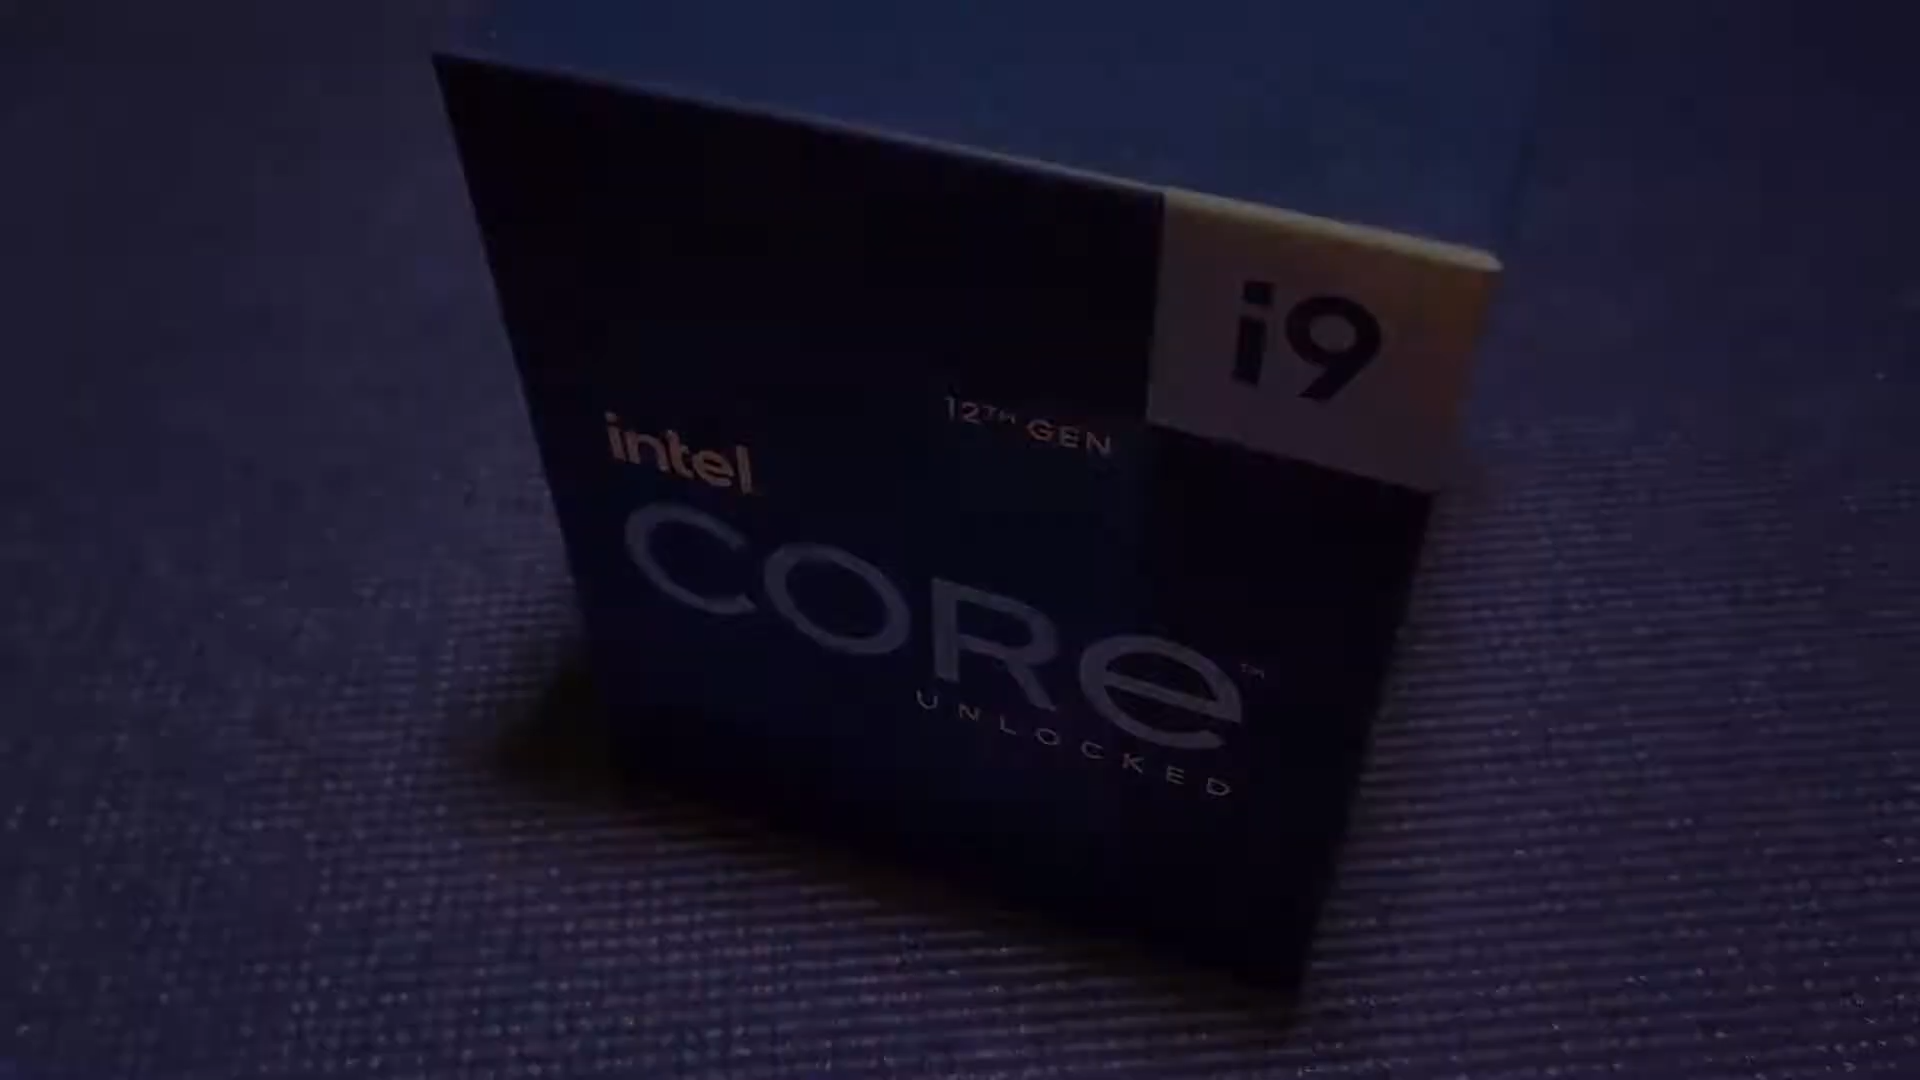 i9
12TH GEN
intel
CORe™
UNLOCKED